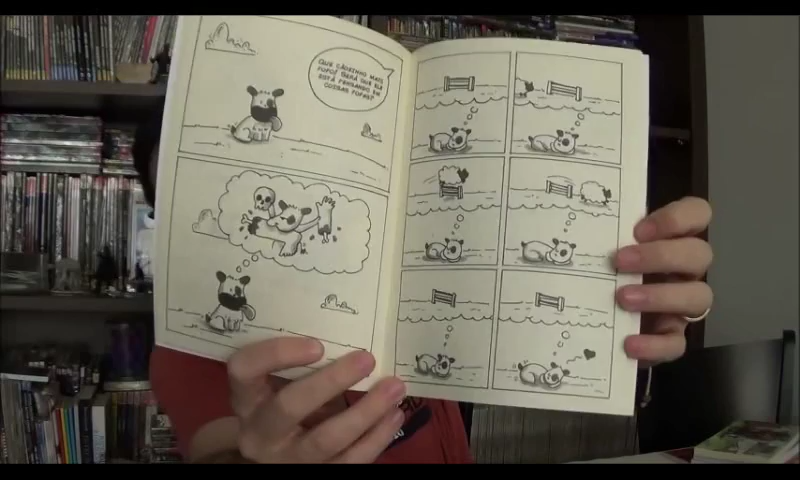 QUE CÃOZINHO MAIS
FOFO! SERÁ QUE ELE
ESTÁ PENSANDO EM
COISAS FOFAS?